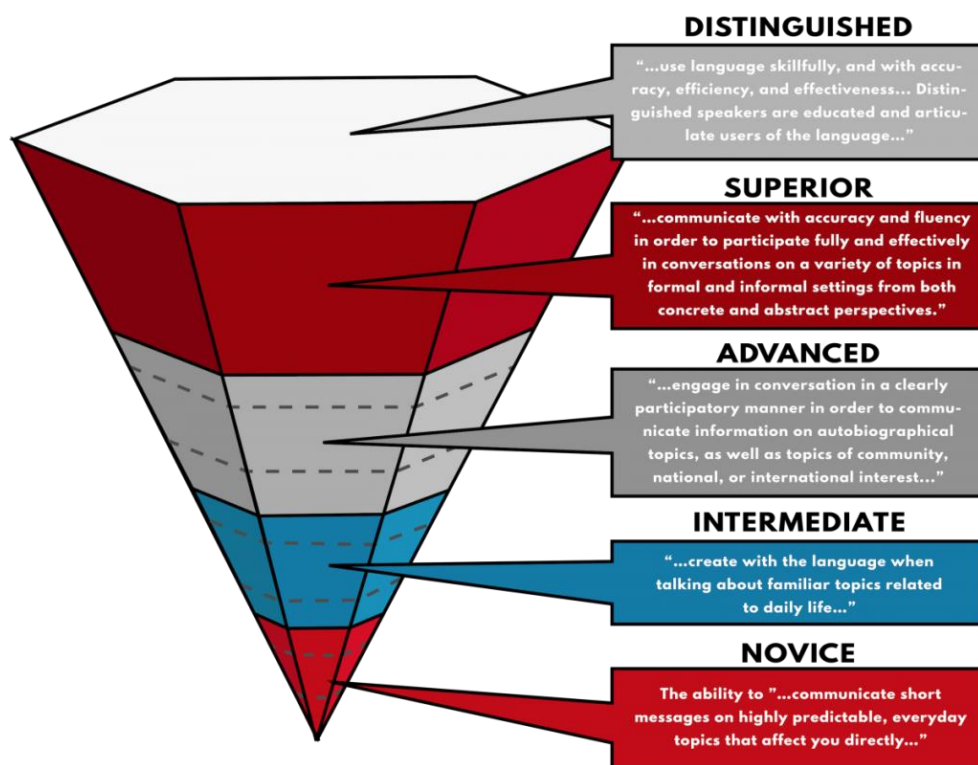 DISTINGUISHED
“...use language skillfully, and with accu-
racy, efficiency, and effectiveness... Distin-
guished speakers are educated and articu-
late users of the language...”
SUPERIOR
“...communicate with accuracy and fluency
in order to participate fully and effectively
in conversations on a variety of topics in
formal and informal settings from both
concrete and abstract perspectives.”
ADVANCED
“...engage in conversation in a clearly
participatory manner in order to commu-
nicate information on autobiographical
topics, as well as topics of community,
national, or international interest...”
INTERMEDIATE
“...create with the language when
talking about familiar topics related
to daily life...”
NOVICE
The ability to ”...communicate short
messages on highly predictable, everyday
topics that affect you directly...”